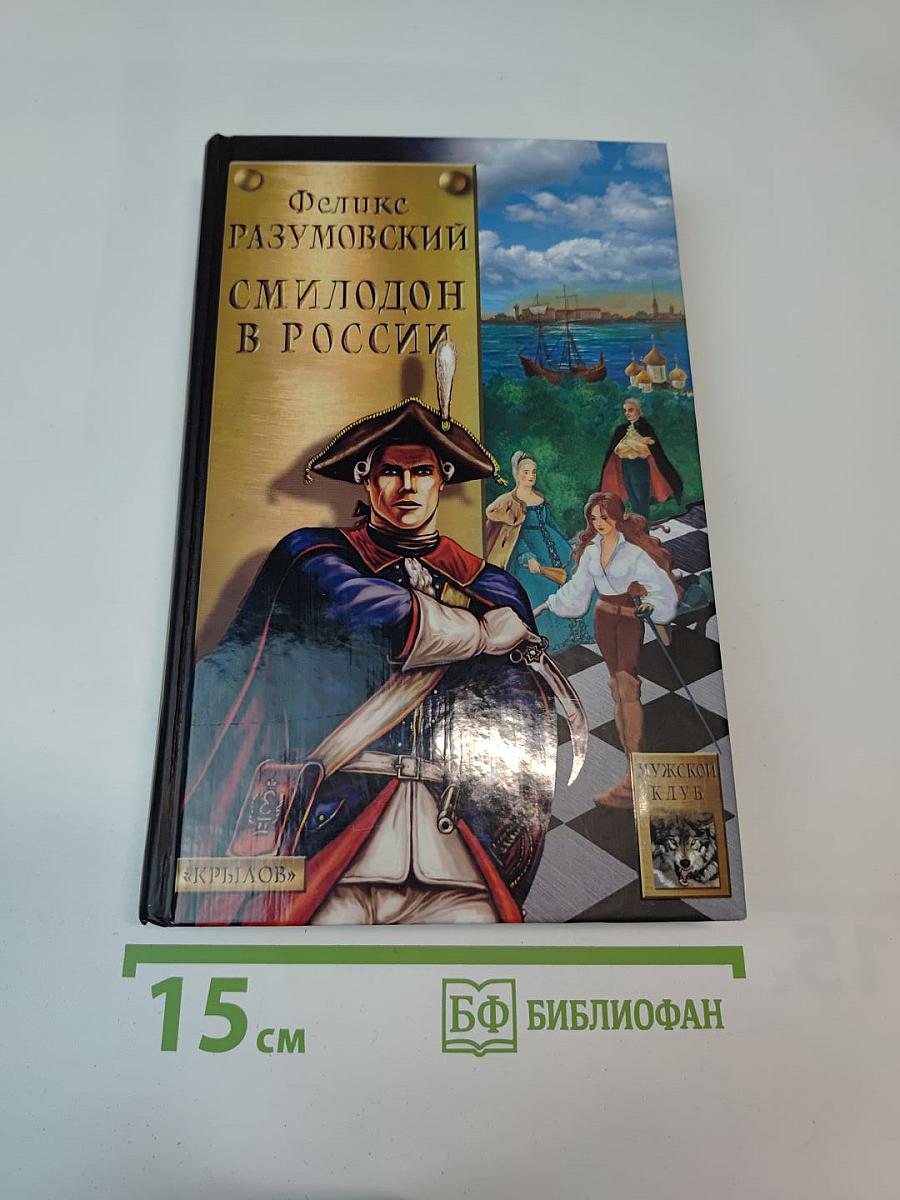 Феликс
РАЗУМОВСКИЙ
СМИЛОДОН
В РОССИИ
МУЖСКОЙ
КЛУБ
«КРЫЛОВ»
15 см
БФ БИБЛИОФАН